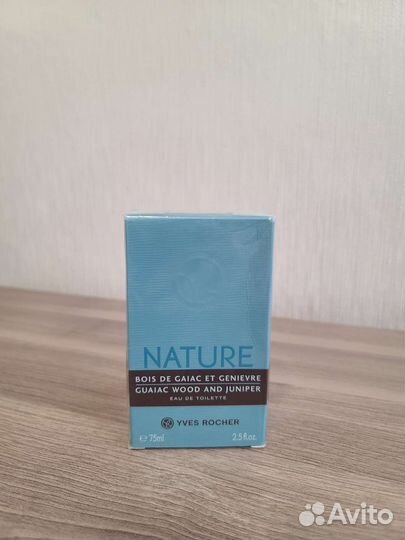 NATURE
BOIS DE GAIAC ET GENIEVRE
GUAIAC WOOD AND JUNIPER
EAU DE TOILETTE
YVES ROCHER
℮ 75ml 2.5 fl.oz.
Avito